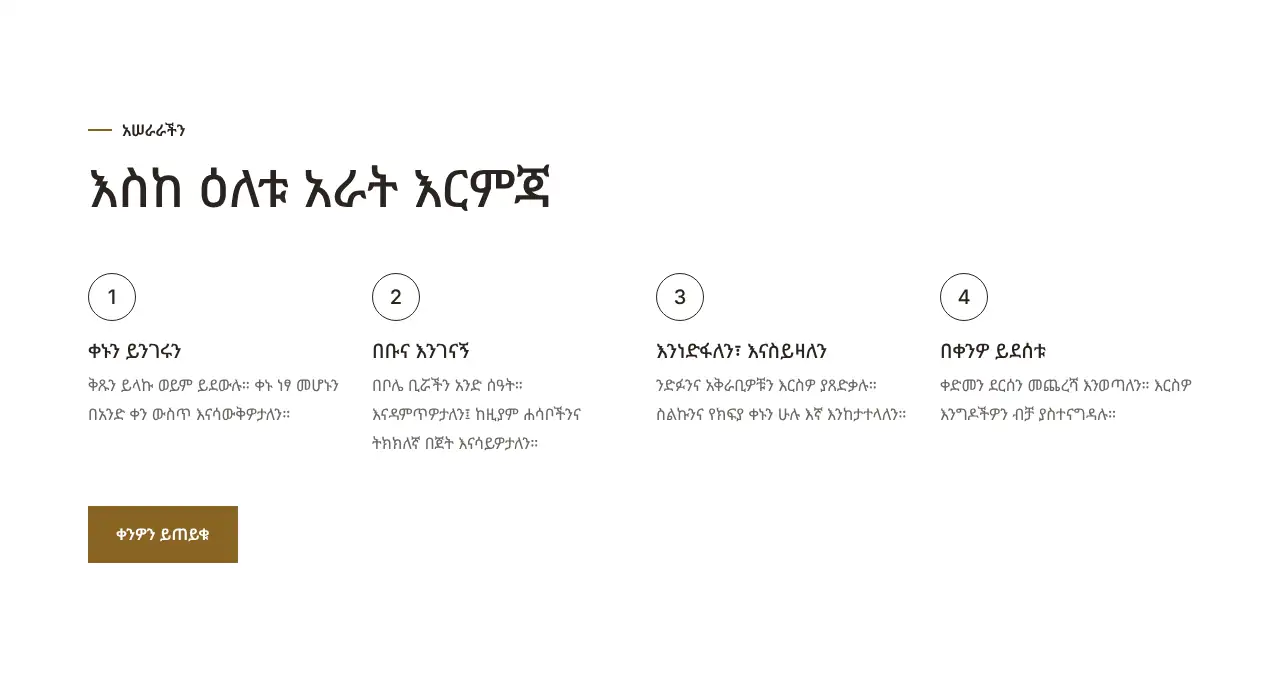 አሠራራችን
እስከ ዕለቱ አራት እርምጃ
1
ቀኑን ይንገሩን
ቅጹን ይላኩ ወይም ይደውሉ። ቀኑ ነፃ መሆኑን
በአንድ ቀን ውስጥ እናሳውቅዎታለን።
2
በቡና እንገናኝ
በቦሌ ቢሯችን አንድ ሰዓት።
እናዳምጥዎታለን፤ ከዚያም ሐሳቦችንና
ትክክለኛ በጀት እናሳይዎታለን።
3
እንነድፋለን፣ እናስይዛለን
ንድፉንና አቅራቢዎቹን እርስዎ ያጸድቃሉ።
ስልኩንና የክፍያ ቀኑን ሁሉ እኛ እንከታተላለን።
4
በቀንዎ ይደሰቱ
ቀድመን ደርሰን መጨረሻ እንወጣለን። እርስዎ
እንግዶችዎን ብቻ ያስተናግዳሉ።
ቀንዎን ይጠይቁ